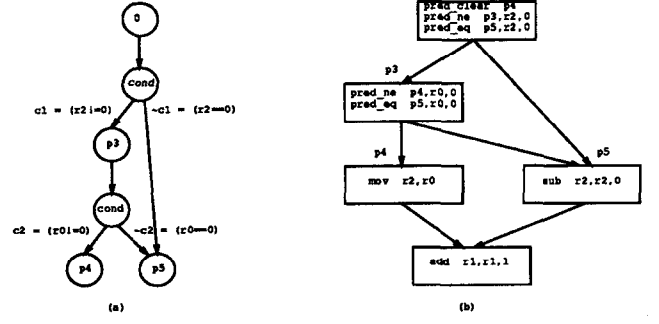 0
cond
c1 = (r2!=0)
~c1 = (r2==0)
p3
cond
c2 = (r0!=0)
~c2 = (r0==0)
p4
p5
(a)
pred_clear p4
pred_ne p3,r2,0
pred_eq p5,r2,0
p3
pred_ne p4,r0,0
pred_eq p5,r0,0
p4
p5
mov r2,r0
sub r2,r2,0
add r1,r1,1
(b)